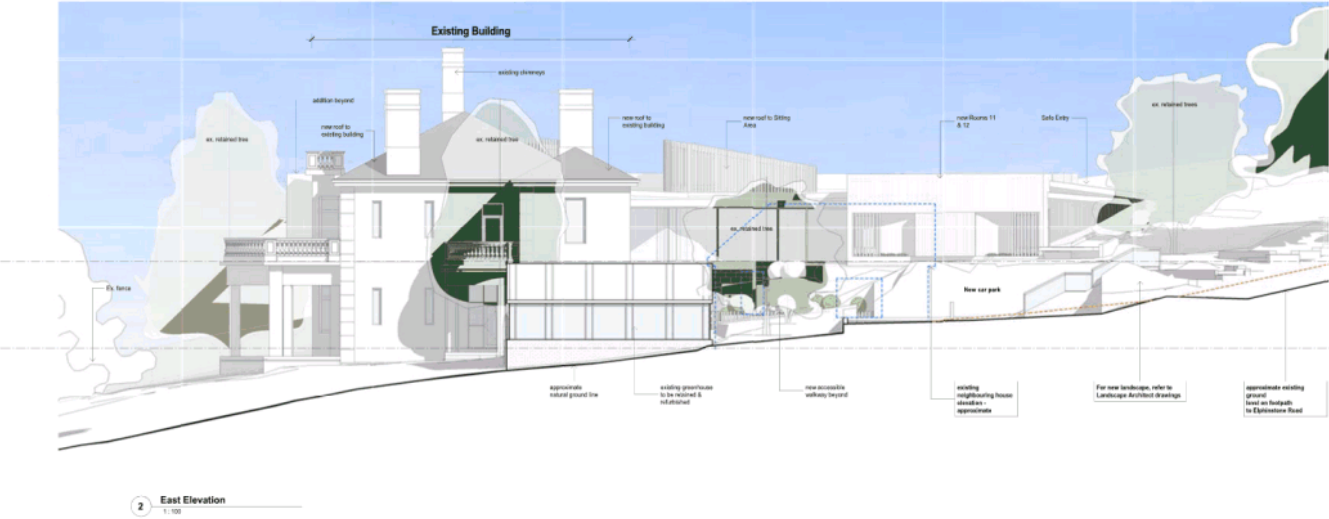 Existing Building
existing chimneys
addition beyond
new roof to
existing building
ex. retained tree
ex. retained tree
new roof to
existing building
new roof to Sitting
Area
new Rooms 11
& 12
Safe Entry
ex. retained trees
ex. retained tree
Ex. fence
New car park
approximate
natural ground line
existing greenhouse
to be retained &
refurbished
new accessible
walkway beyond
existing
neighbouring house
elevation -
approximate
For new landscape, refer to
Landscape Architect drawings
approximate existing
ground
level on footpath
to Elphinstone Road
2
East Elevation
1 : 100